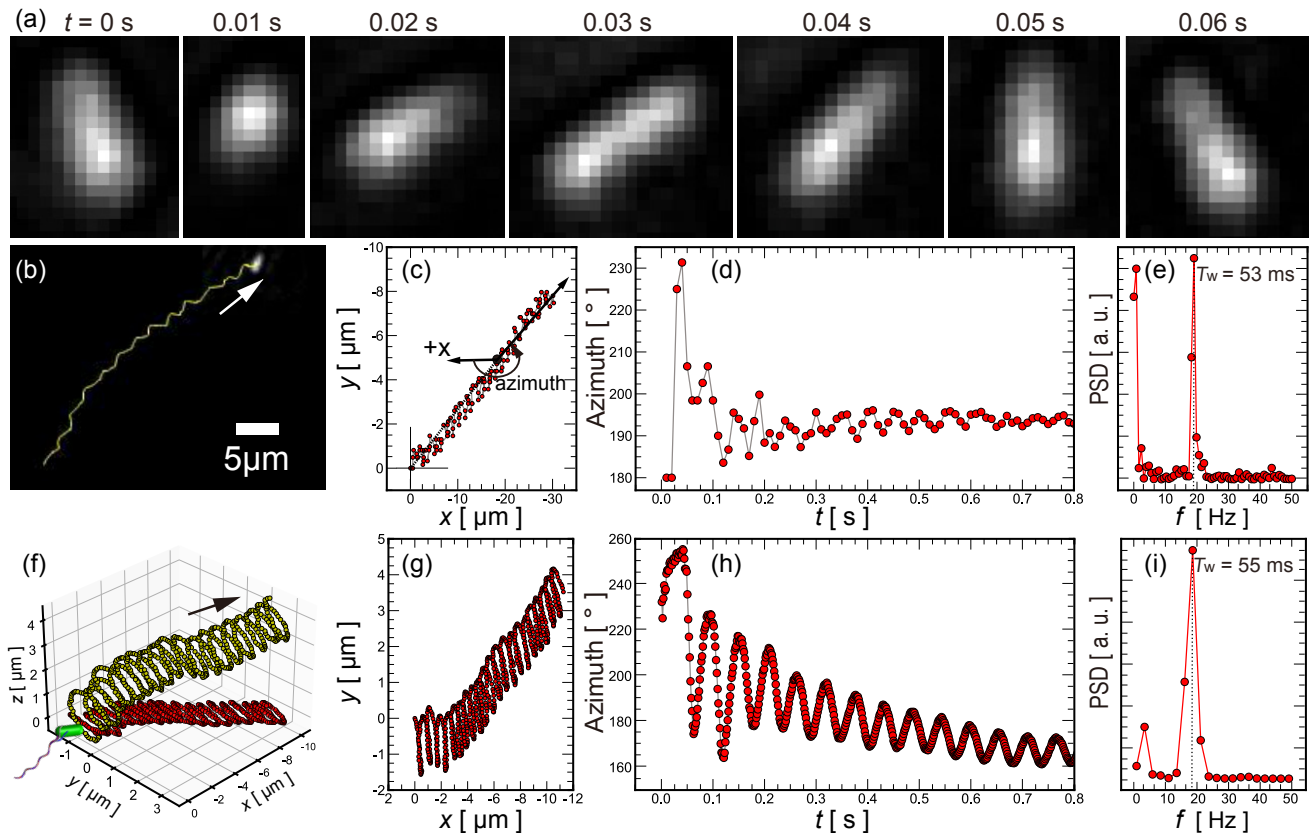 (a) t = 0 s 0.01 s 0.02 s 0.03 s 0.04 s 0.05 s 0.06 s
(b)
5μm
(c)
-10
-8
-6
-4
-2
0
y [ μm ]
+x
azimuth
0 -10 -20 -30
x [ μm ]
(d)
230
220
210
200
190
180
Azimuth [ ° ]
0.0 0.1 0.2 0.3 0.4 0.5 0.6 0.7 0.8
t [ s ]
(e)
Tw = 53 ms
PSD [ a. u. ]
0 10 20 30 40 50
f [ Hz ]
(f)
4
3
2
1
0
z [ μm ]
-1
0
1
2
3
y [ μm ]
-10
-8
-6
-4
-2
0
x [ μm ]
(g)
5
4
3
2
1
0
-1
-2
y [ μm ]
2 0 -2 -4 -6 -8 -10 -12
x [ μm ]
(h)
260
240
220
200
180
160
Azimuth [ ° ]
0.0 0.1 0.2 0.3 0.4 0.5 0.6 0.7 0.8
t [ s ]
(i)
Tw = 55 ms
PSD [ a. u. ]
0 10 20 30 40 50
f [ Hz ]